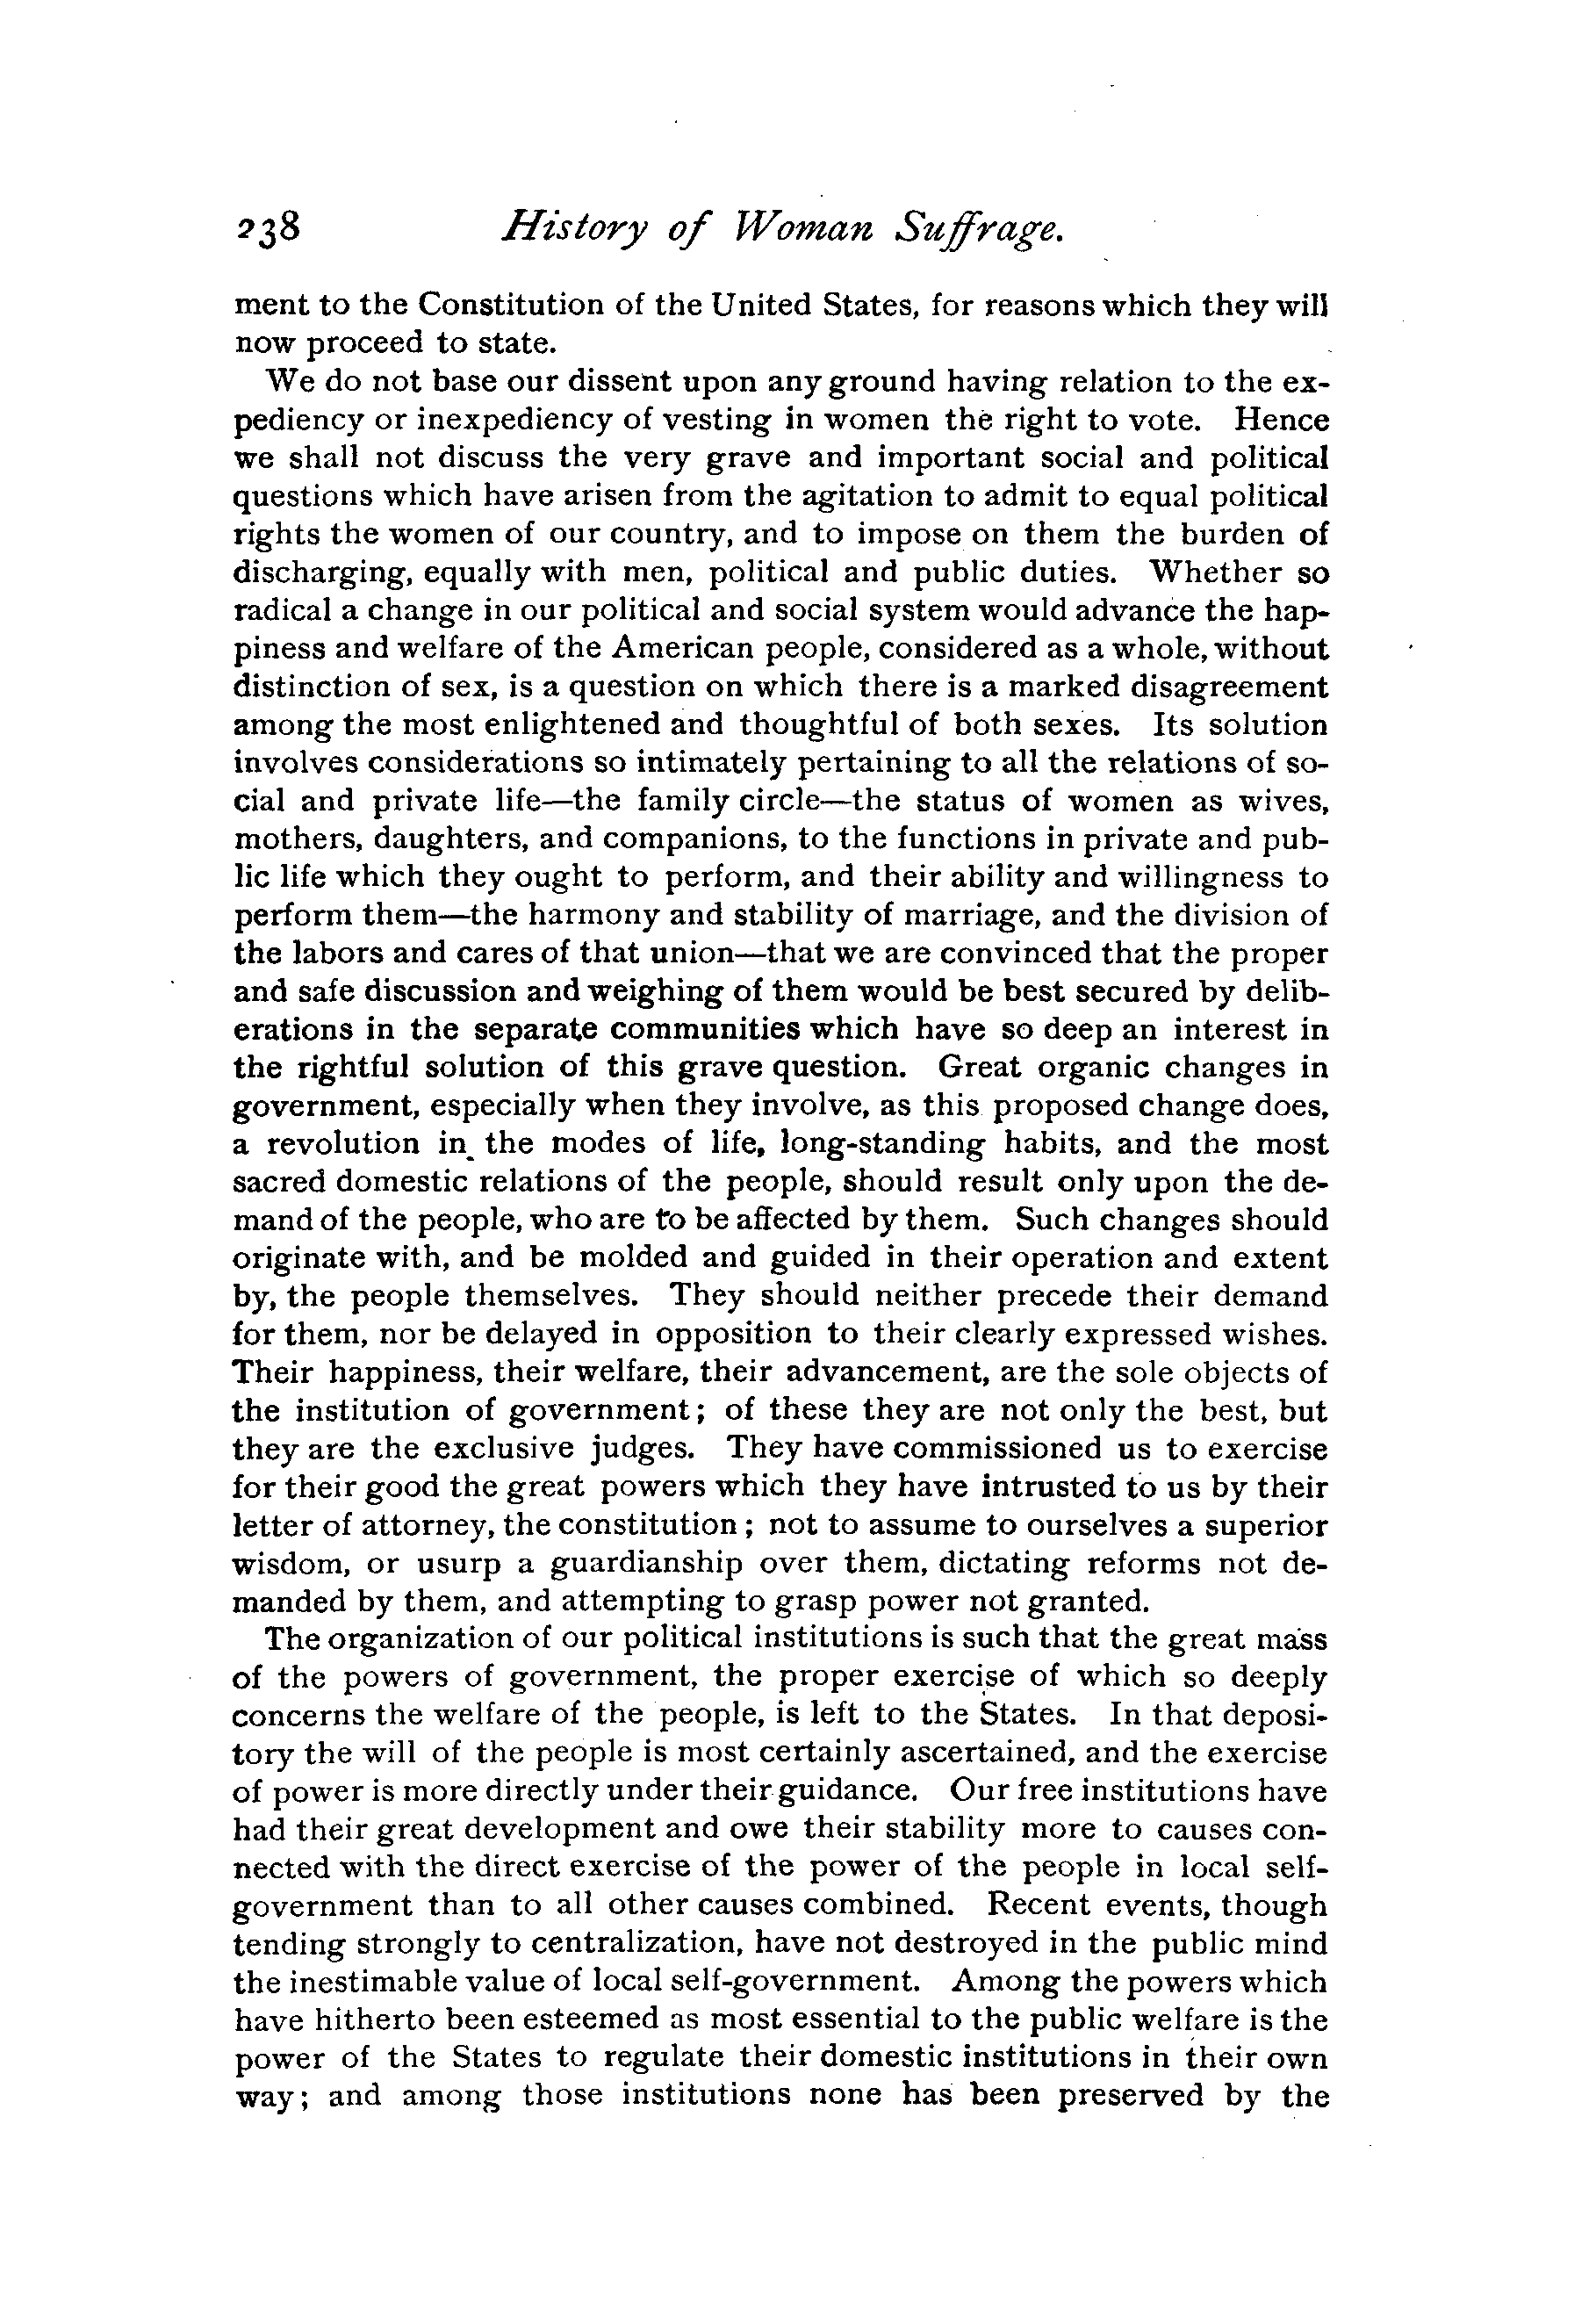 238 History of Woman Suffrage.
ment to the Constitution of the United States, for reasons which they will
now proceed to state.
We do not base our dissent upon any ground having relation to the ex-
pediency or inexpediency of vesting in women the right to vote. Hence
we shall not discuss the very grave and important social and political
questions which have arisen from the agitation to admit to equal political
rights the women of our country, and to impose on them the burden of
discharging, equally with men, political and public duties. Whether so
radical a change in our political and social system would advance the hap-
piness and welfare of the American people, considered as a whole, without
distinction of sex, is a question on which there is a marked disagreement
among the most enlightened and thoughtful of both sexes. Its solution
involves considerations so intimately pertaining to all the relations of so-
cial and private life—the family circle—the status of women as wives,
mothers, daughters, and companions, to the functions in private and pub-
lic life which they ought to perform, and their ability and willingness to
perform them—the harmony and stability of marriage, and the division of
the labors and cares of that union—that we are convinced that the proper
and safe discussion and weighing of them would be best secured by delib-
erations in the separate communities which have so deep an interest in
the rightful solution of this grave question. Great organic changes in
government, especially when they involve, as this proposed change does,
a revolution in the modes of life, long-standing habits, and the most
sacred domestic relations of the people, should result only upon the de-
mand of the people, who are to be affected by them. Such changes should
originate with, and be molded and guided in their operation and extent
by, the people themselves. They should neither precede their demand
for them, nor be delayed in opposition to their clearly expressed wishes.
Their happiness, their welfare, their advancement, are the sole objects of
the institution of government; of these they are not only the best, but
they are the exclusive judges. They have commissioned us to exercise
for their good the great powers which they have intrusted to us by their
letter of attorney, the constitution; not to assume to ourselves a superior
wisdom, or usurp a guardianship over them, dictating reforms not de-
manded by them, and attempting to grasp power not granted.
The organization of our political institutions is such that the great mass
of the powers of government, the proper exercise of which so deeply
concerns the welfare of the people, is left to the States. In that deposi-
tory the will of the people is most certainly ascertained, and the exercise
of power is more directly under their guidance. Our free institutions have
had their great development and owe their stability more to causes con-
nected with the direct exercise of the power of the people in local self-
government than to all other causes combined. Recent events, though
tending strongly to centralization, have not destroyed in the public mind
the inestimable value of local self-government. Among the powers which
have hitherto been esteemed as most essential to the public welfare is the
power of the States to regulate their domestic institutions in their own
way; and among those institutions none has been preserved by the